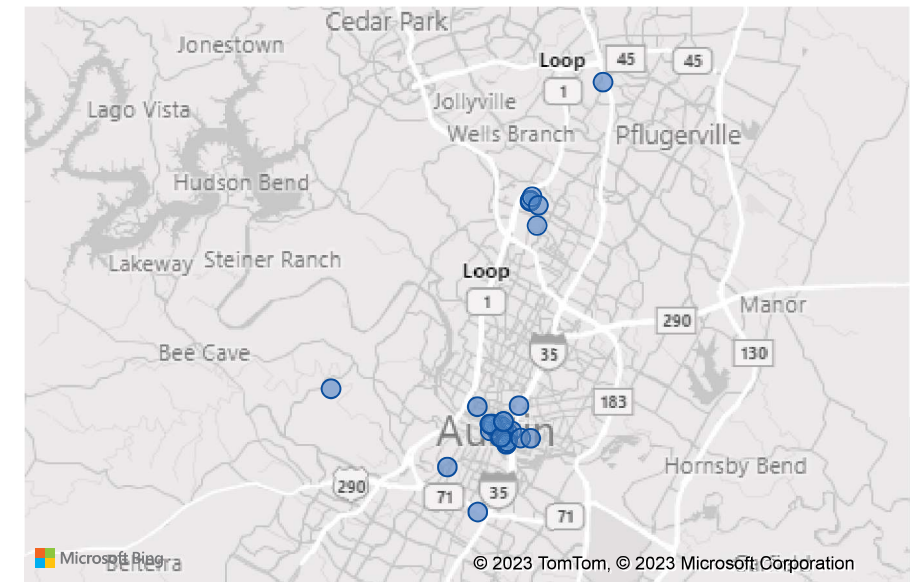 Cedar Park
Jonestown
Loop
45
45
1
Jollyville
Lago Vista
Wells Branch
Pflugerville
Hudson Bend
Lakeway
Steiner Ranch
Loop
1
Manor
290
35
130
Bee Cave
183
Austin
Hornsby Bend
290
71
35
71
Microsoft Bing
Belterra
© 2023 TomTom, © 2023 Microsoft Corporation